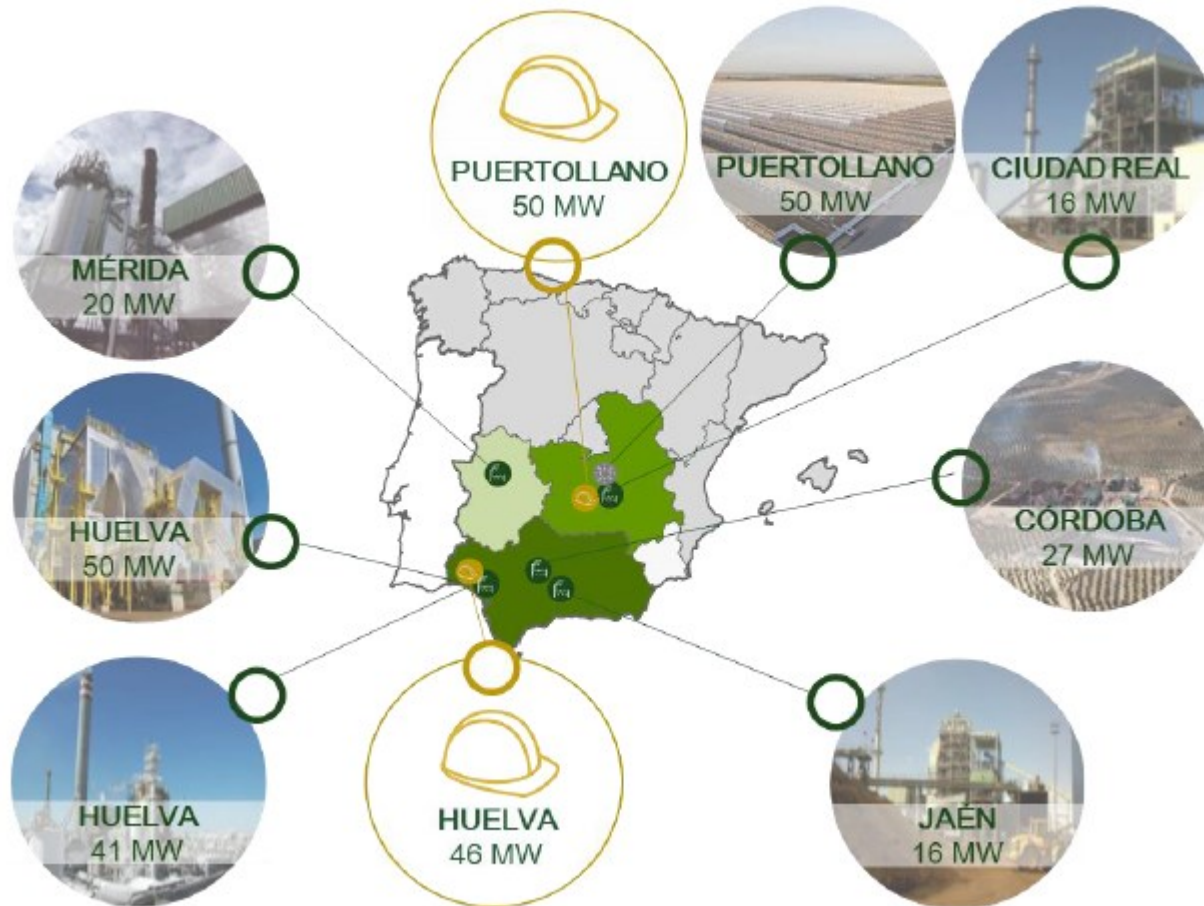 PUERTOLLANO
50 MW
PUERTOLLANO
50 MW
CIUDAD REAL
16 MW
MÉRIDA
20 MW
HUELVA
50 MW
CÓRDOBA
27 MW
HUELVA
41 MW
HUELVA
46 MW
JAÉN
16 MW